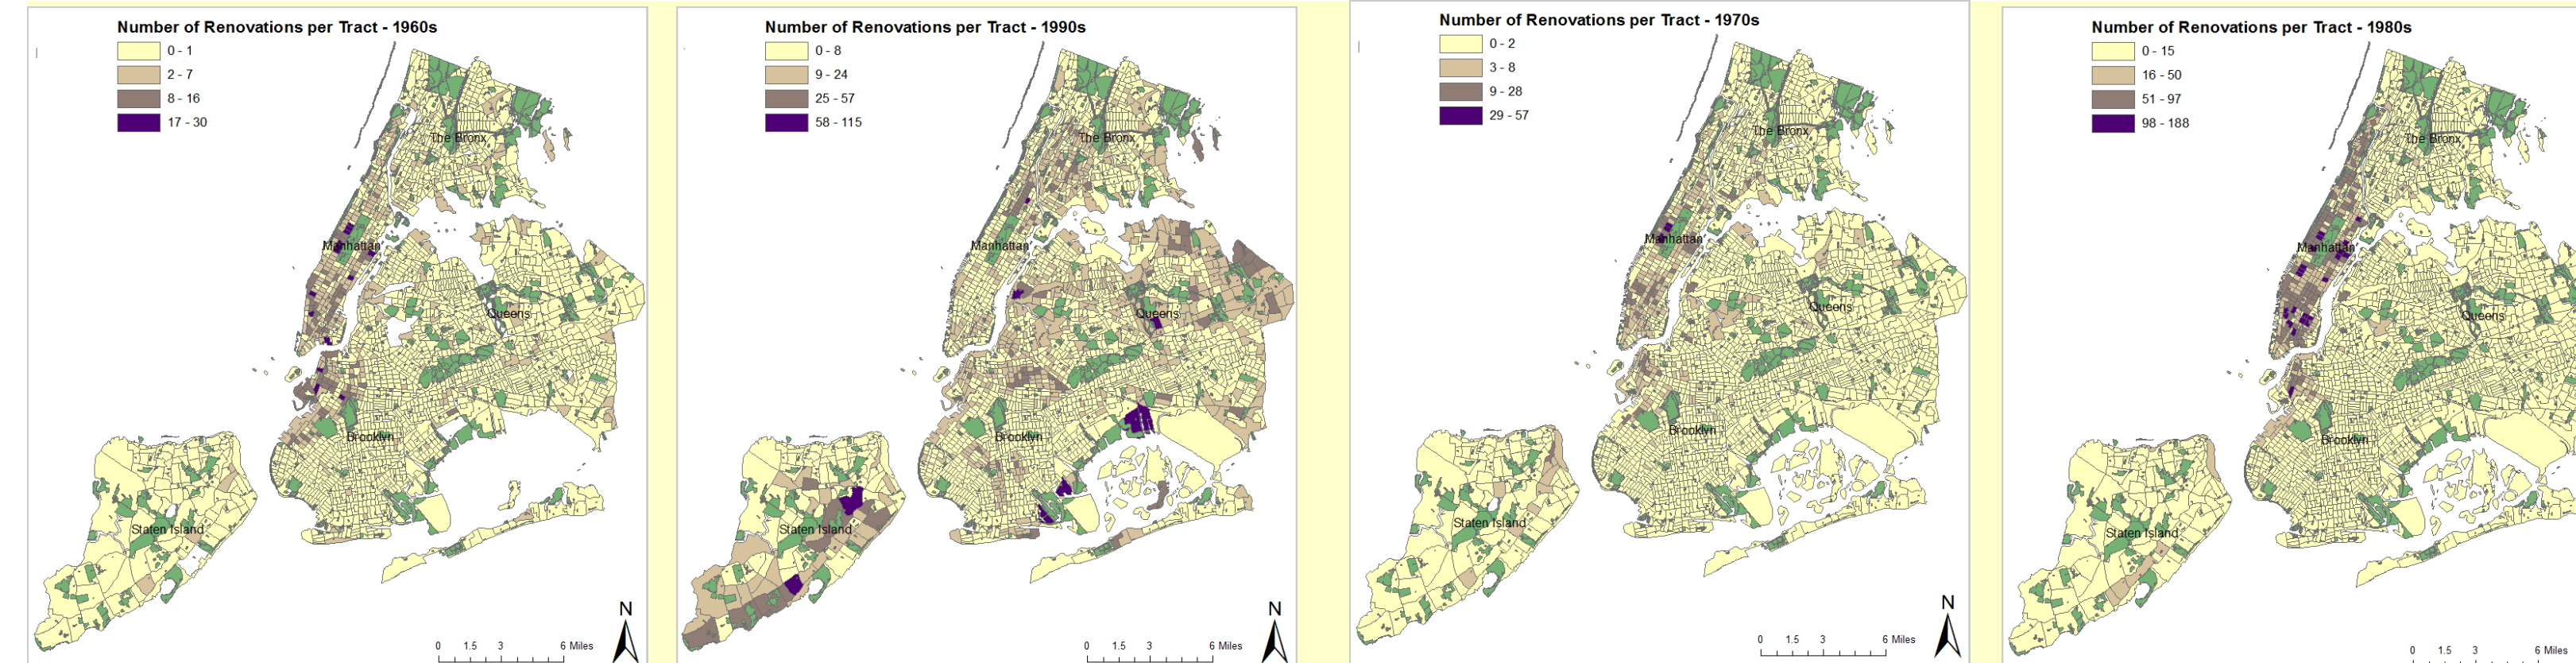 Number of Renovations per Tract - 1960s
0 - 1
2 - 7
8 - 16
17 - 30
The Bronx
Manhattan
Queens
Brooklyn
Staten Island
N
0 1.5 3 6 Miles
Number of Renovations per Tract - 1990s
0 - 8
9 - 24
25 - 57
58 - 115
The Bronx
Manhattan
Queens
Brooklyn
Staten Island
N
0 1.5 3 6 Miles
Number of Renovations per Tract - 1970s
0 - 2
3 - 8
9 - 28
29 - 57
The Bronx
Manhattan
Queens
Brooklyn
Staten Island
N
0 1.5 3 6 Miles
Number of Renovations per Tract - 1980s
0 - 15
16 - 50
51 - 97
98 - 188
The Bronx
Manhattan
Queens
Brooklyn
Staten Island
0 1.5 3 6 Miles